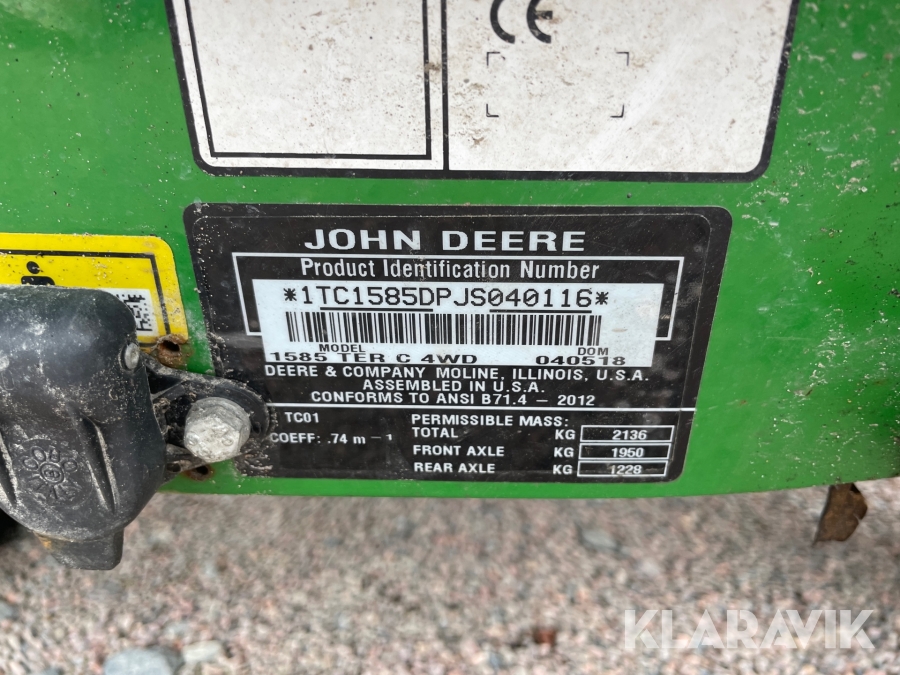 CE
JOHN DEERE
Product Identification Number
*1TC1585DPJS040116*
MODEL DOM
1585 TER C 4WD 040518
DEERE & COMPANY MOLINE, ILLINOIS, U.S.A.
ASSEMBLED IN U.S.A.
CONFORMS TO ANSI B71.4 – 2012
TC01 PERMISSIBLE MASS:
TOTAL KG 2136
COEFF: .74 m –1
FRONT AXLE KG 1950
REAR AXLE KG 1228
KLARAVIK